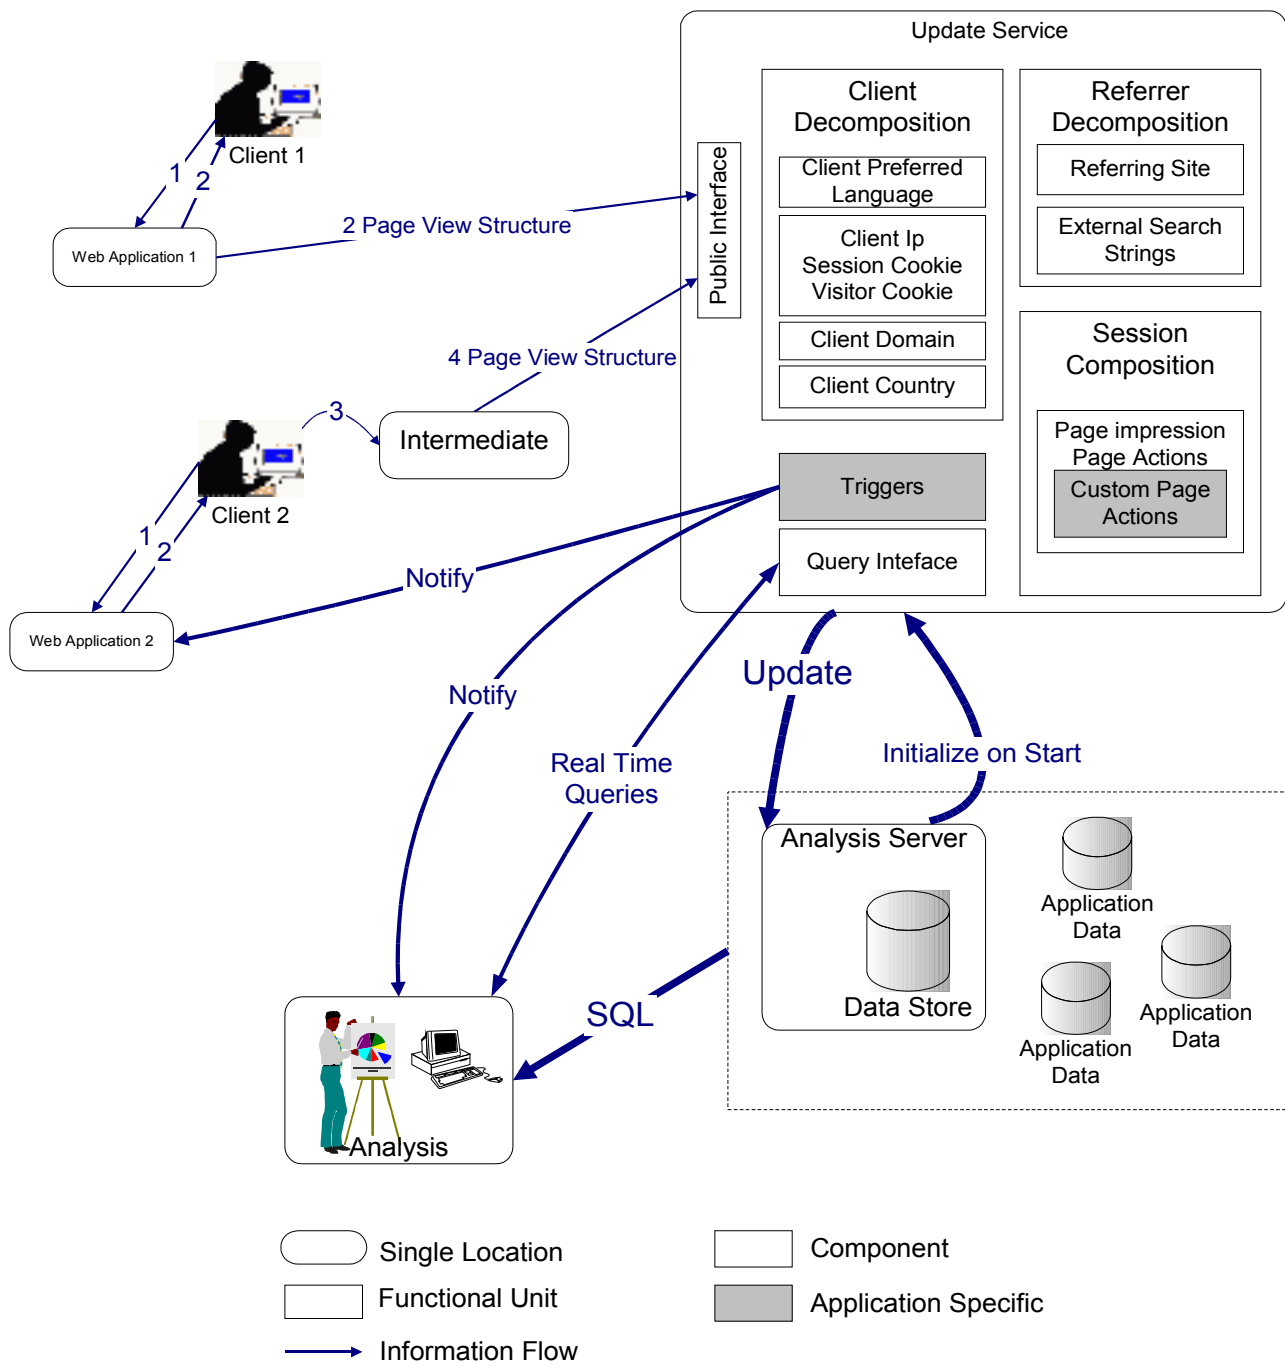 Update Service
Client
Decomposition
Client Preferred
Language
Client Ip
Session Cookie
Visitor Cookie
Client Domain
Client Country
Referrer
Decomposition
Referring Site
External Search
Strings
Session
Composition
Page impression
Page Actions
Custom Page
Actions
Public Interface
Triggers
Query Inteface
Client 1
1
2
Web Application 1
2 Page View Structure
4 Page View Structure
3
Intermediate
Client 2
1
2
Web Application 2
Notify
Notify
Real Time
Queries
Update
Initialize on Start
Analysis Server
Data Store
Application
Data
Application
Data
Application
Data
SQL
Analysis
Single Location
Functional Unit
Information Flow
Component
Application Specific